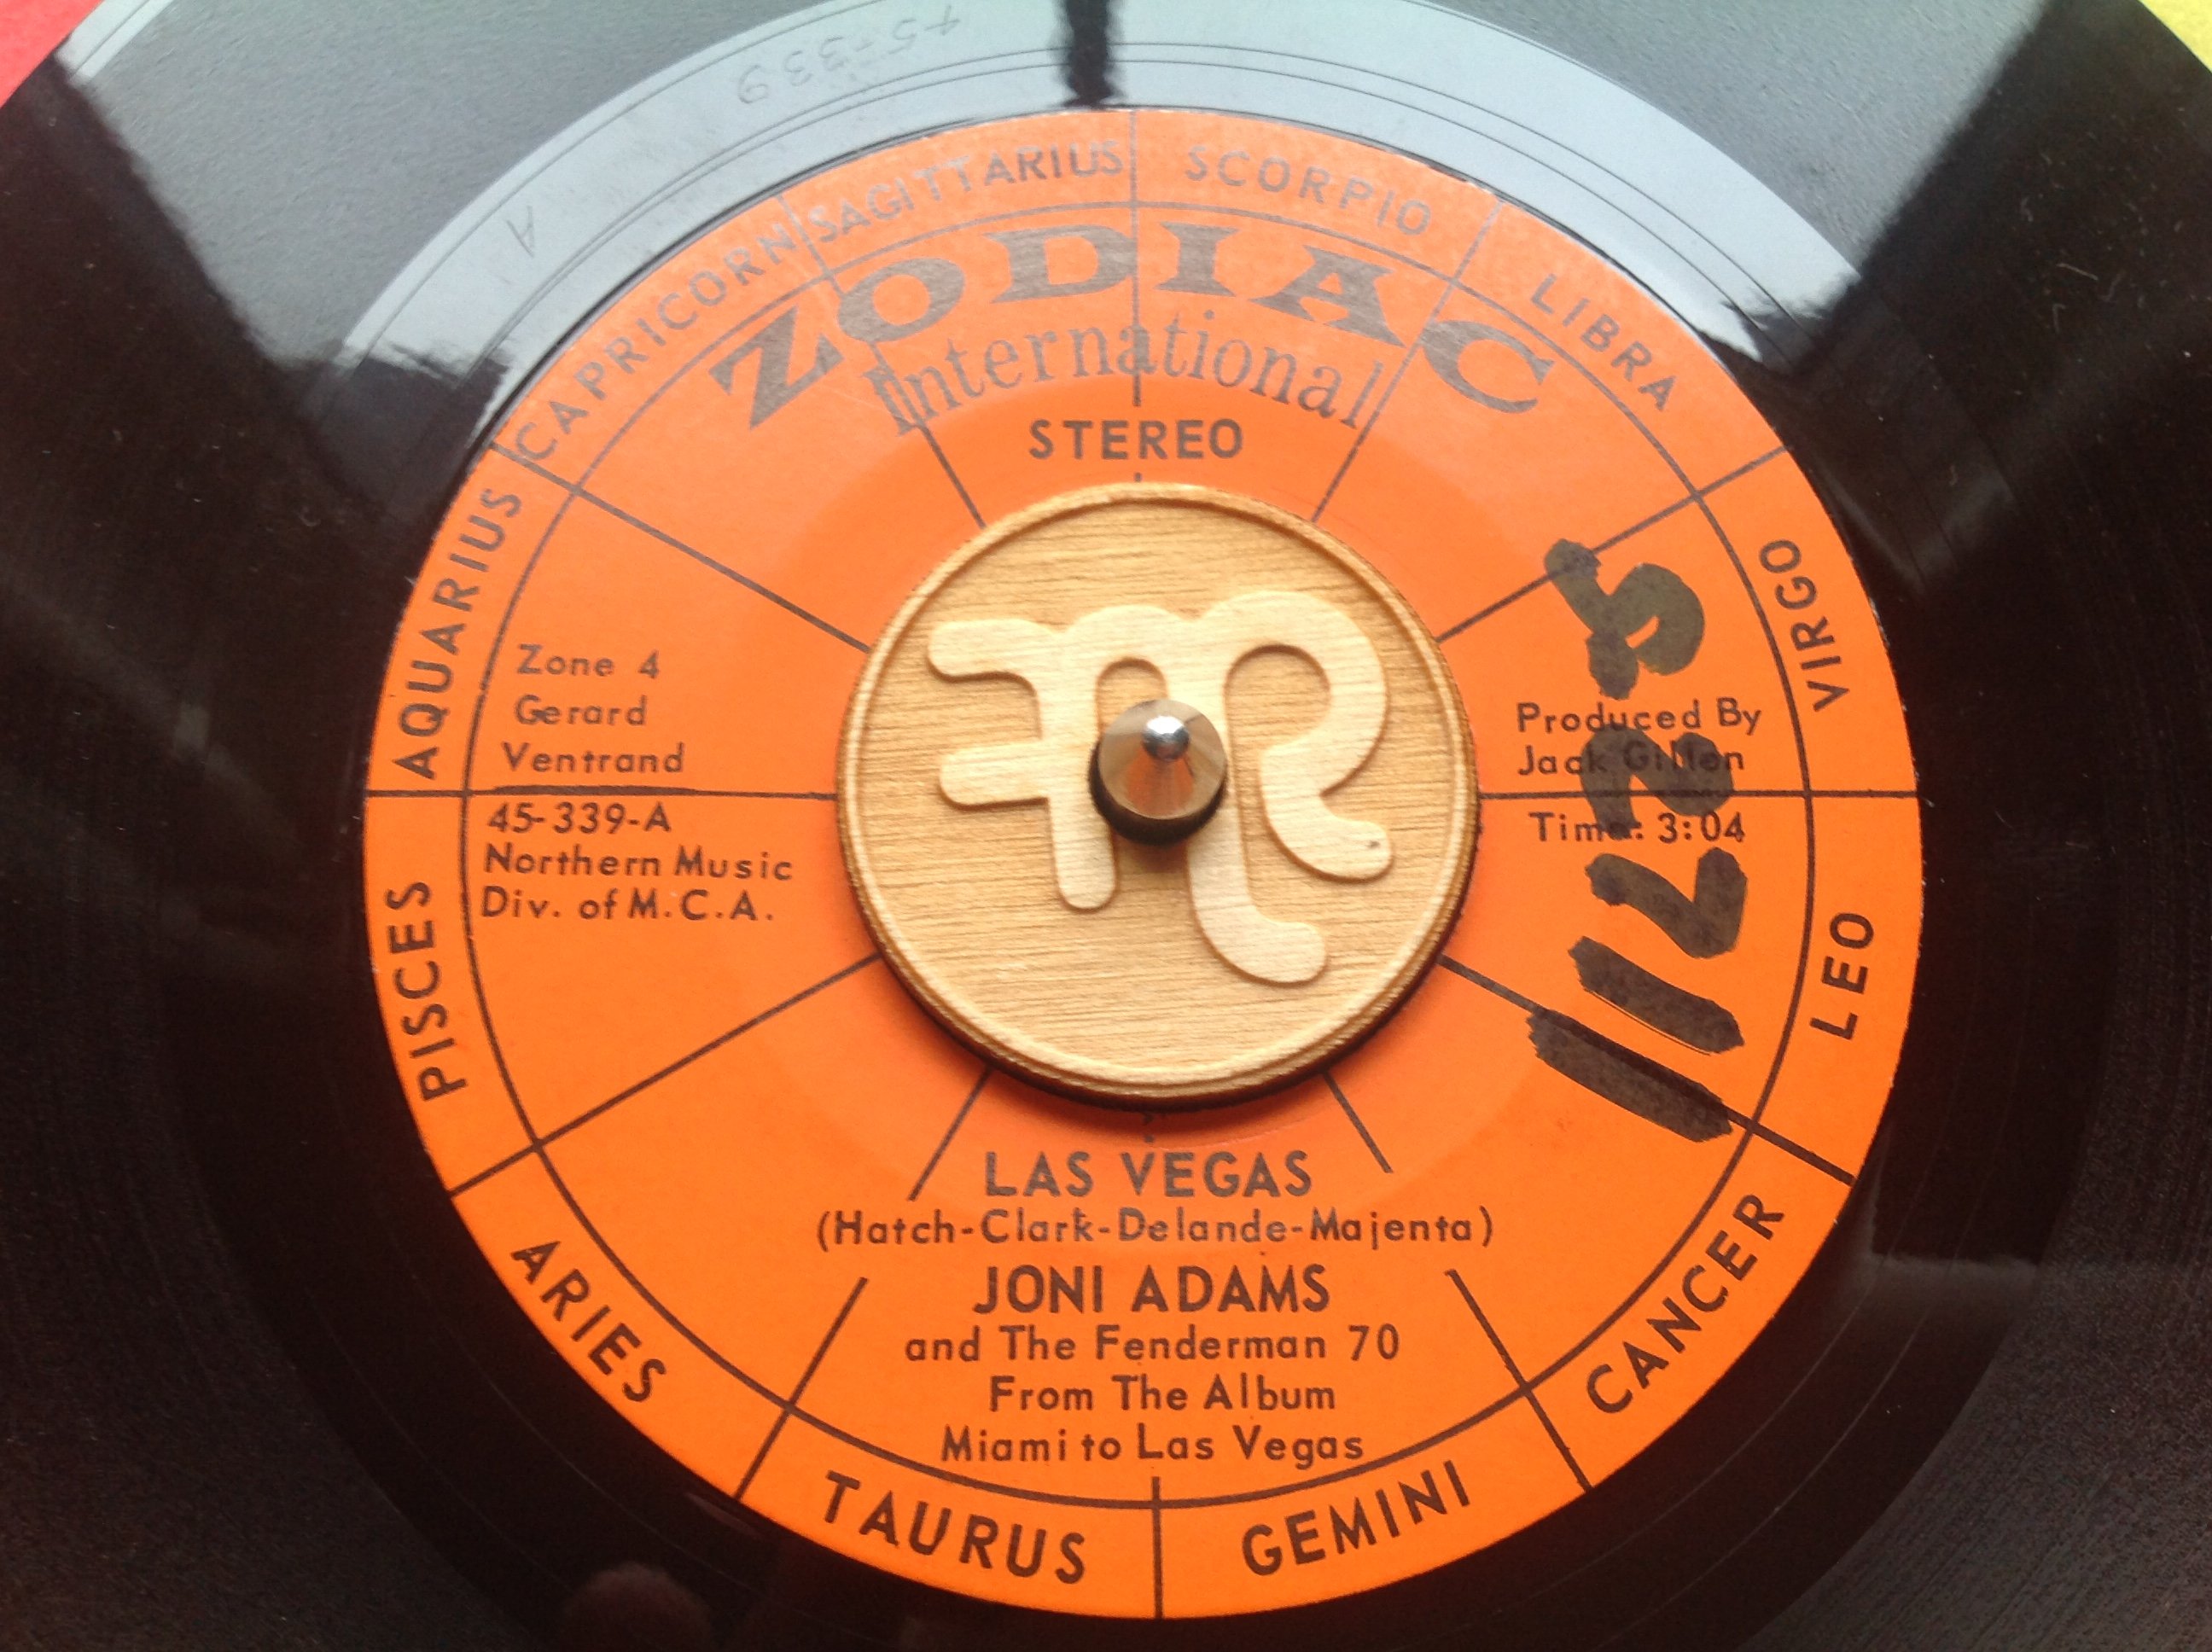 45-339
A
SAGITTARIUS
SCORPIO
LIBRA
VIRGO
LEO
CANCER
GEMINI
TAURUS
ARIES
PISCES
AQUARIUS
CAPRICORN
ZODIAC
International
STEREO
Zone 4
Gerard
Ventrand
45-339-A
Northern Music
Div. of M.C.A.
Produced By
Jack Gillen
Time: 3:04
LAS VEGAS
(Hatch-Clark-Delande-Majenta)
JONI ADAMS
and The Fenderman 70
From The Album
Miami to Las Vegas